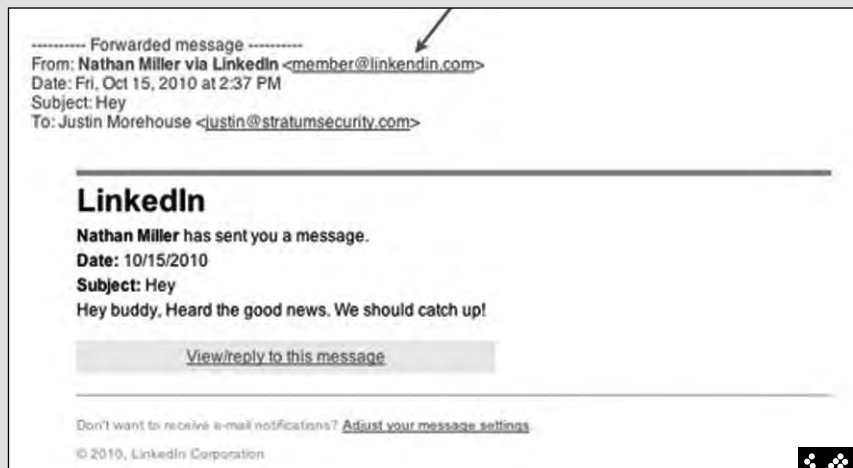 ---------- Forwarded message ----------
From: Nathan Miller via LinkedIn <member@linkendin.com>
Date: Fri, Oct 15, 2010 at 2:37 PM
Subject: Hey
To: Justin Morehouse <justin@stratumsecurity.com>
LinkedIn
Nathan Miller has sent you a message.
Date: 10/15/2010
Subject: Hey
Hey buddy, Heard the good news. We should catch up!
View/reply to this message
Don't want to receive e-mail notifications? Adjust your message settings
© 2010, LinkedIn Corporation